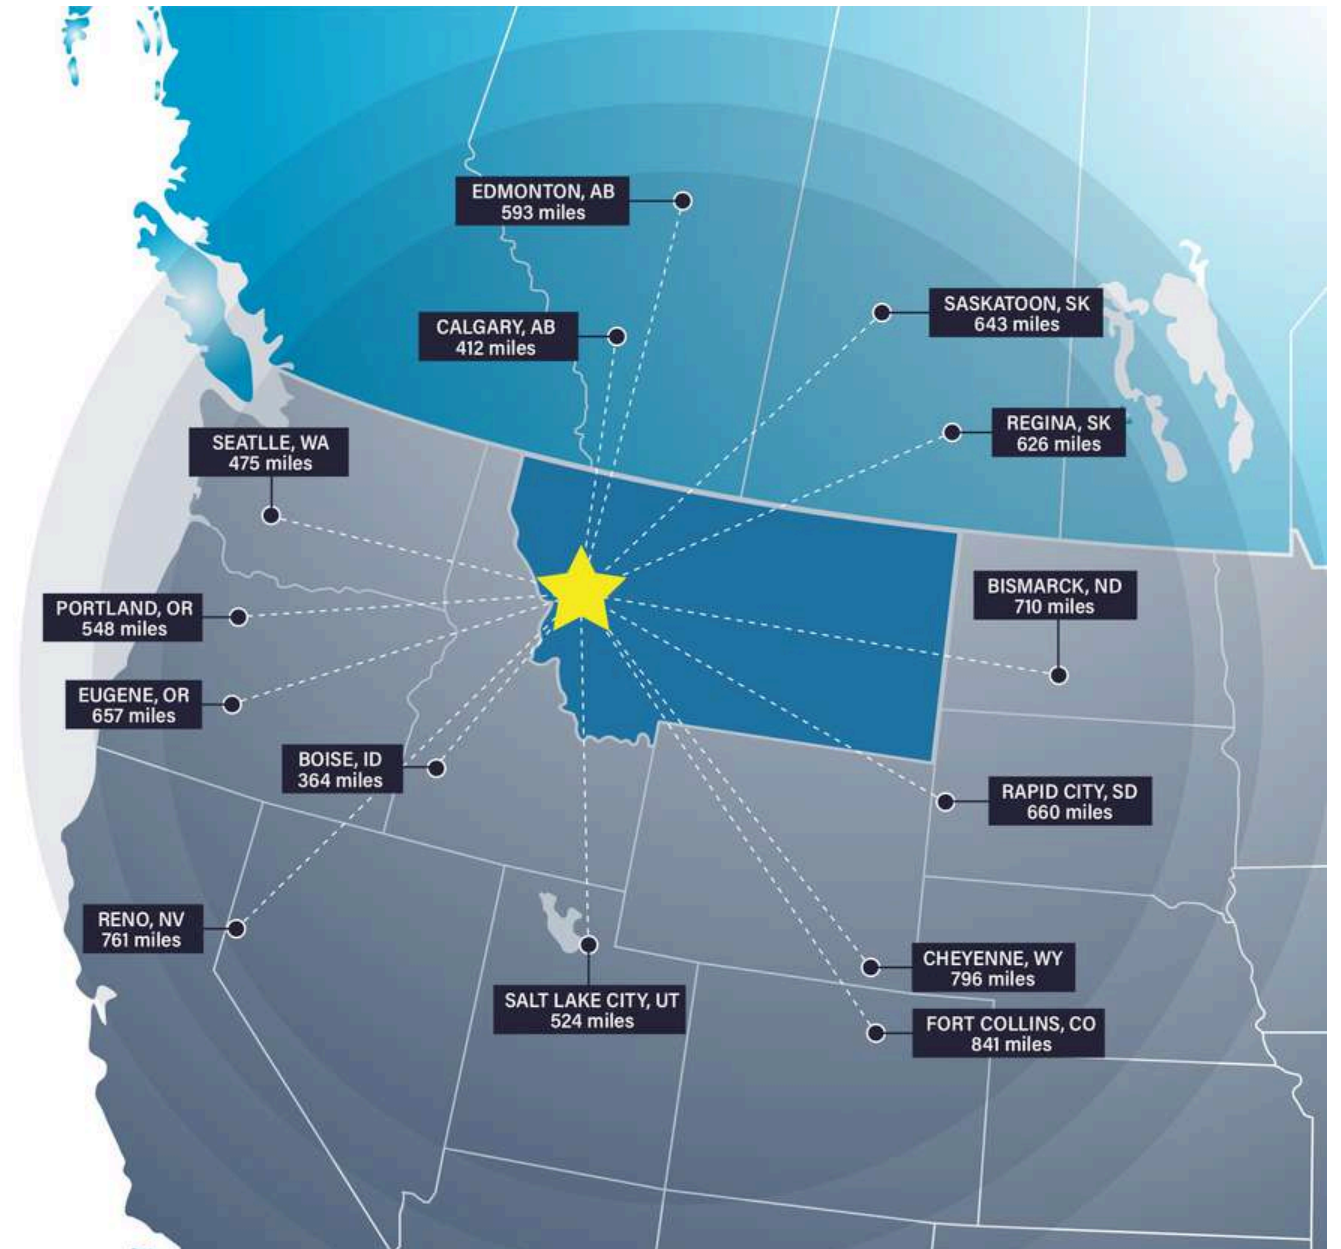 EDMONTON, AB
593 miles
SASKATOON, SK
643 miles
CALGARY, AB
412 miles
REGINA, SK
626 miles
SEATLLE, WA
475 miles
BISMARCK, ND
710 miles
PORTLAND, OR
548 miles
EUGENE, OR
657 miles
BOISE, ID
364 miles
RAPID CITY, SD
660 miles
RENO, NV
761 miles
CHEYENNE, WY
796 miles
SALT LAKE CITY, UT
524 miles
FORT COLLINS, CO
841 miles